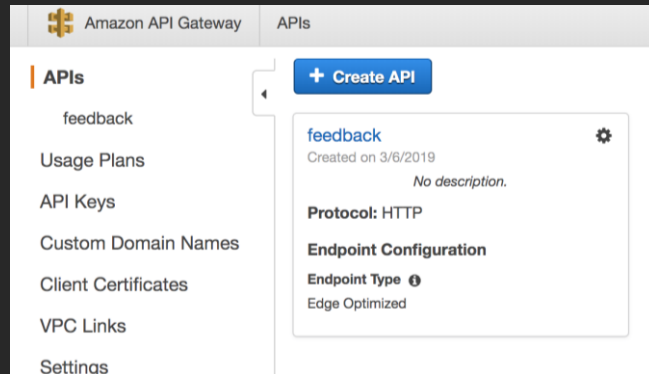 Amazon API Gateway
APIs
APIs
feedback
Usage Plans
API Keys
Custom Domain Names
Client Certificates
VPC Links
Settings
+ Create API
feedback
Created on 3/6/2019
No description.
Protocol: HTTP
Endpoint Configuration
Endpoint Type
Edge Optimized